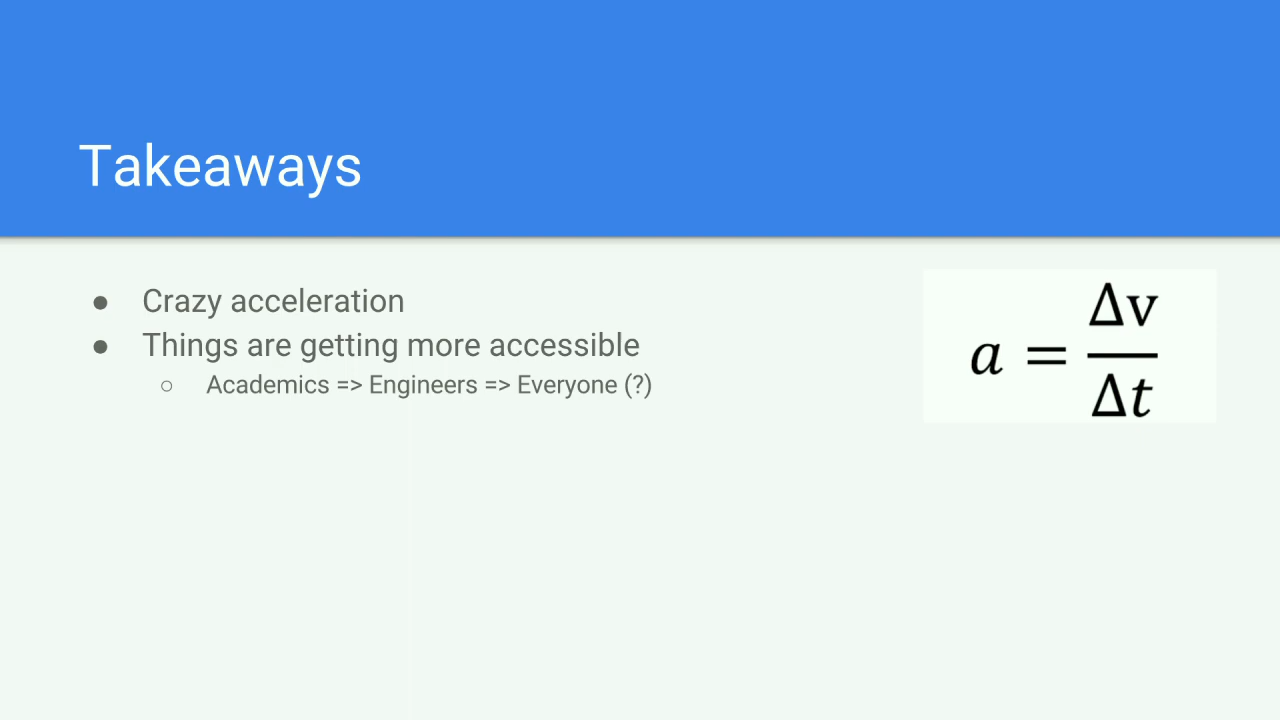 Takeaways
● Crazy acceleration
● Things are getting more accessible
○ Academics => Engineers => Everyone (?)
a = Δv/Δt